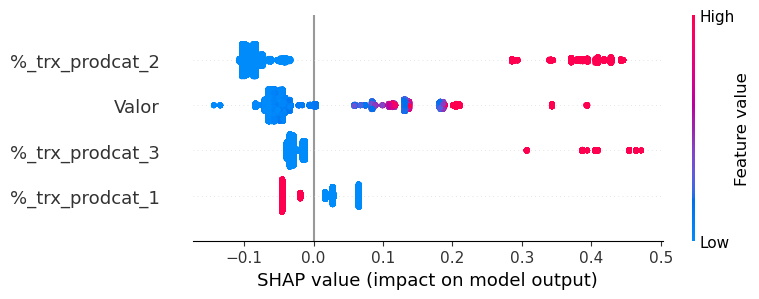 High
%_trx_prodcat_2
Valor
%_trx_prodcat_3
%_trx_prodcat_1
Feature value
Low
−0.1 0.0 0.1 0.2 0.3 0.4 0.5
SHAP value (impact on model output)